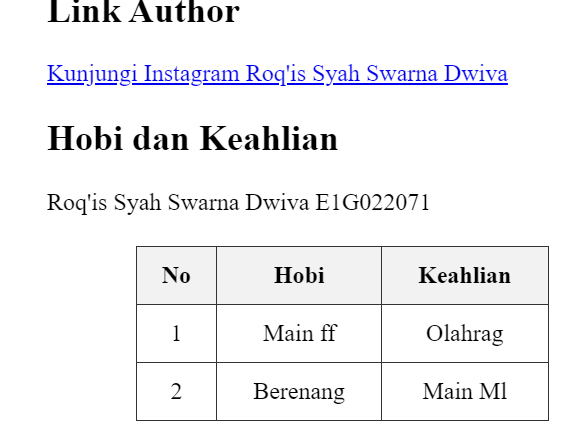 Link Author
Kunjungi Instagram Roq'is Syah Swarna Dwiva
Hobi dan Keahlian
Roq'is Syah Swarna Dwiva E1G022071
No Hobi Keahlian
1 Main ff Olahrag
2 Berenang Main Ml